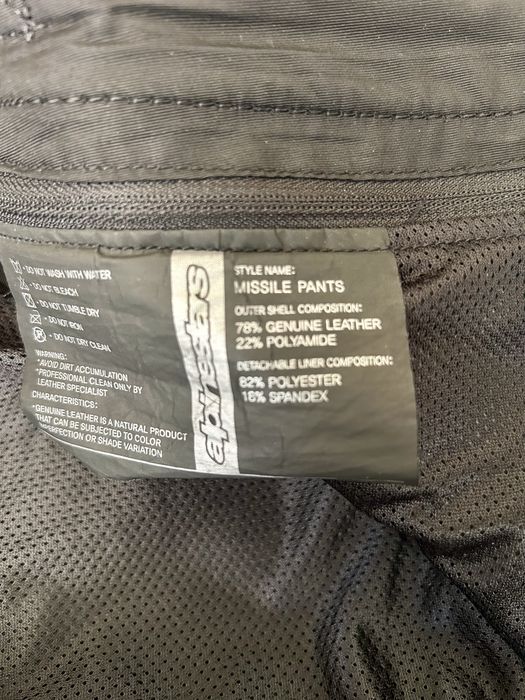 - DO NOT WASH WITH WATER
- DO NOT BLEACH
- DO NOT TUMBLE DRY
- DO NOT IRON
- DO NOT DRY CLEAN
WARNING:
*AVOID DIRT ACCUMULATION
*PROFESSIONAL CLEAN ONLY BY
LEATHER SPECIALIST
CHARACTERISTICS:
*GENUINE LEATHER IS A NATURAL PRODUCT
THAT CAN BE SUBJECTED TO COLOR
IMPERFECTION OR SHADE VARIATION
alpinestars
STYLE NAME:
MISSILE PANTS
OUTER SHELL COMPOSITION:
78% GENUINE LEATHER
22% POLYAMIDE
DETACHABLE LINER COMPOSITION:
82% POLYESTER
18% SPANDEX